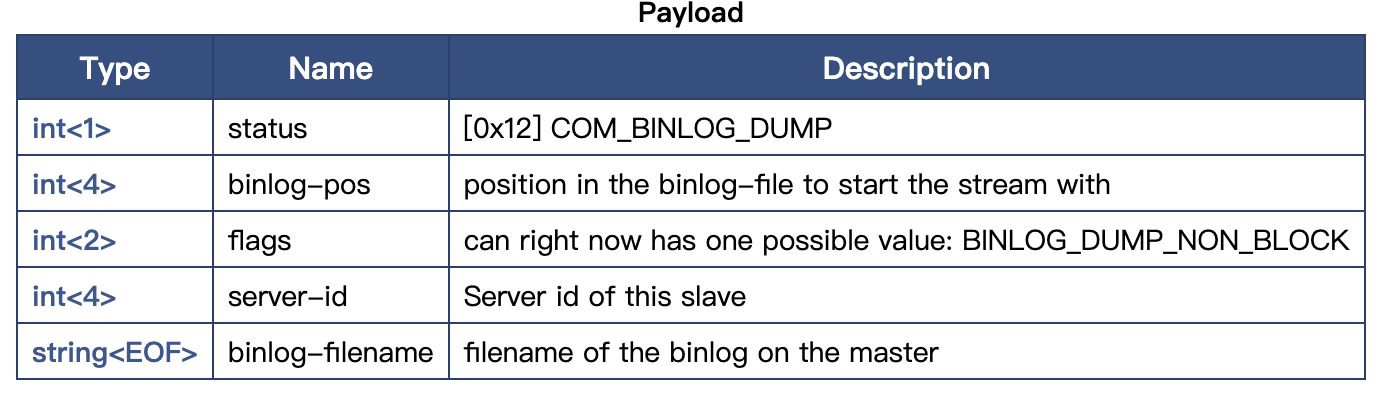 Payload
Type Name Description
int<1> status [0x12] COM_BINLOG_DUMP
int<4> binlog-pos position in the binlog-file to start the stream with
int<2> flags can right now has one possible value: BINLOG_DUMP_NON_BLOCK
int<4> server-id Server id of this slave
string<EOF> binlog-filename filename of the binlog on the master